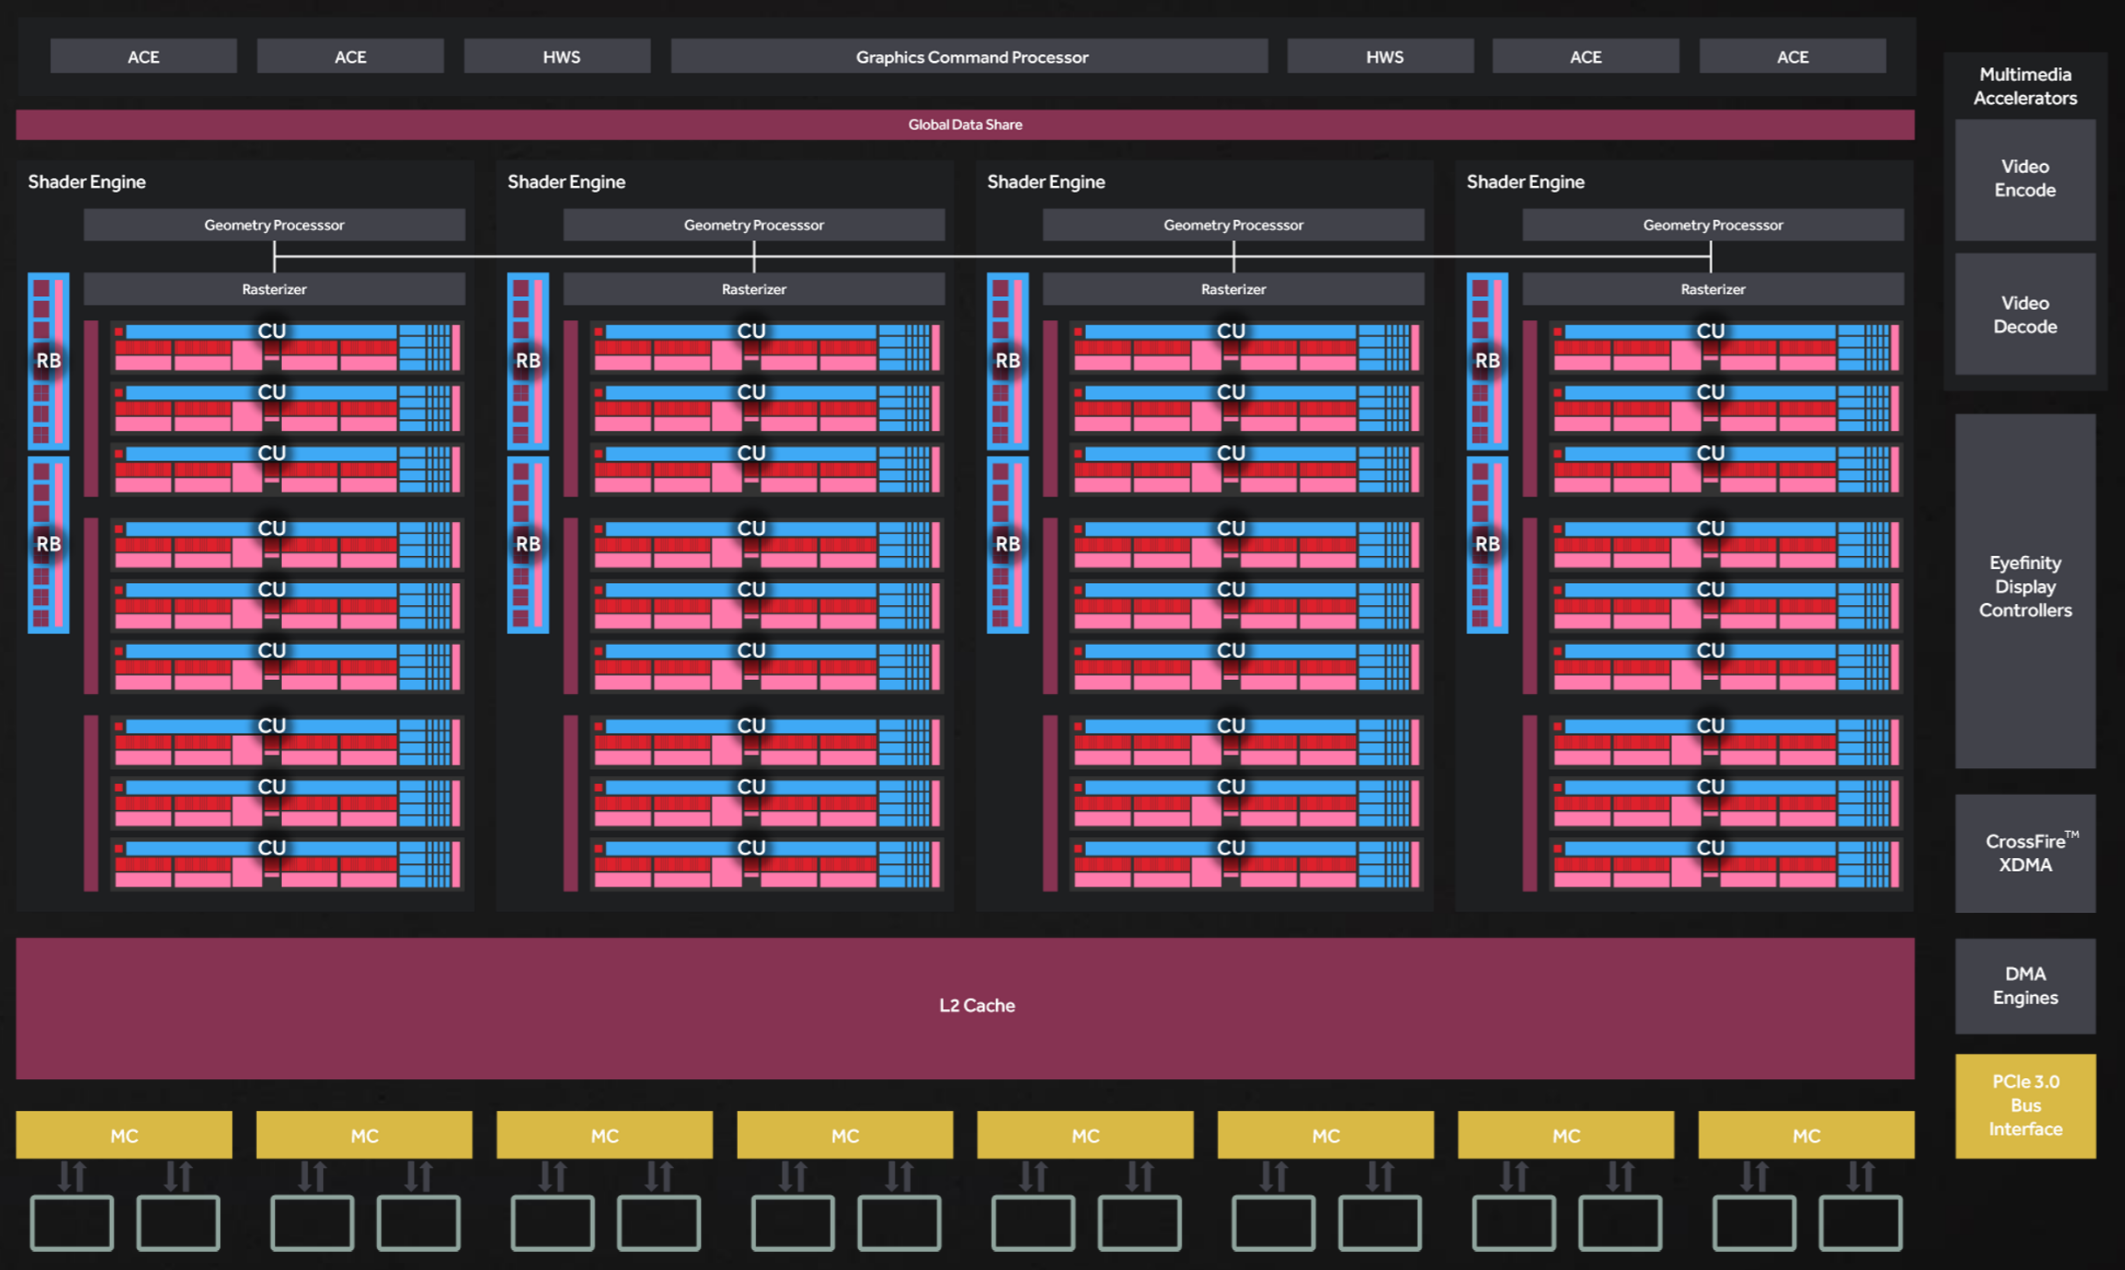 ACE
ACE
HWS
Graphics Command Processor
HWS
ACE
ACE
Global Data Share
Shader Engine
Geometry Processsor
Rasterizer
RB
RB
CU
CU
CU
CU
CU
CU
CU
CU
CU
Shader Engine
Geometry Processsor
Rasterizer
RB
RB
CU
CU
CU
CU
CU
CU
CU
CU
CU
Shader Engine
Geometry Processsor
Rasterizer
RB
RB
CU
CU
CU
CU
CU
CU
CU
CU
CU
Shader Engine
Geometry Processsor
Rasterizer
RB
RB
CU
CU
CU
CU
CU
CU
CU
CU
CU
L2 Cache
MC
MC
MC
MC
MC
MC
MC
MC
Multimedia
Accelerators
Video
Encode
Video
Decode
Eyefinity
Display
Controllers
CrossFire™
XDMA
DMA
Engines
PCIe 3.0
Bus
Interface